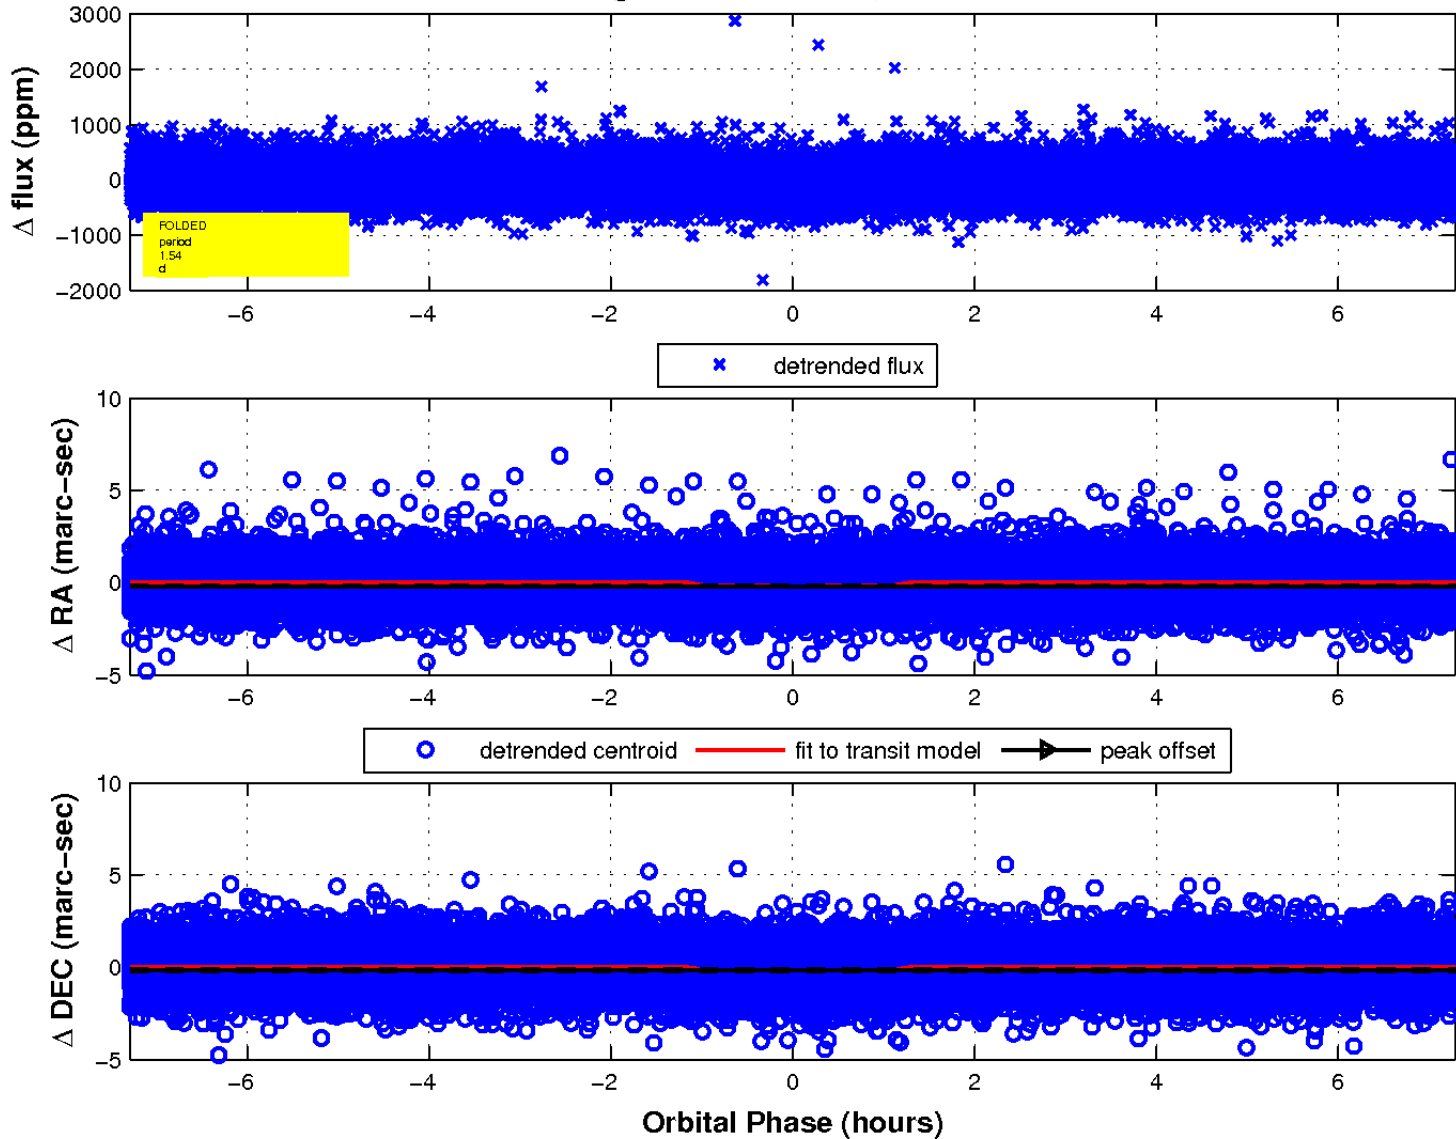 3000
2000
1000
0
−1000
−2000
Δ flux (ppm)
FOLDED
period
1.54
d
−6 −4 −2 0 2 4 6
detrended flux
10
5
0
−5
Δ RA (marc−sec)
−6 −4 −2 0 2 4 6
detrended centroid fit to transit model peak offset
10
5
0
−5
Δ DEC (marc−sec)
−6 −4 −2 0 2 4 6
Orbital Phase (hours)